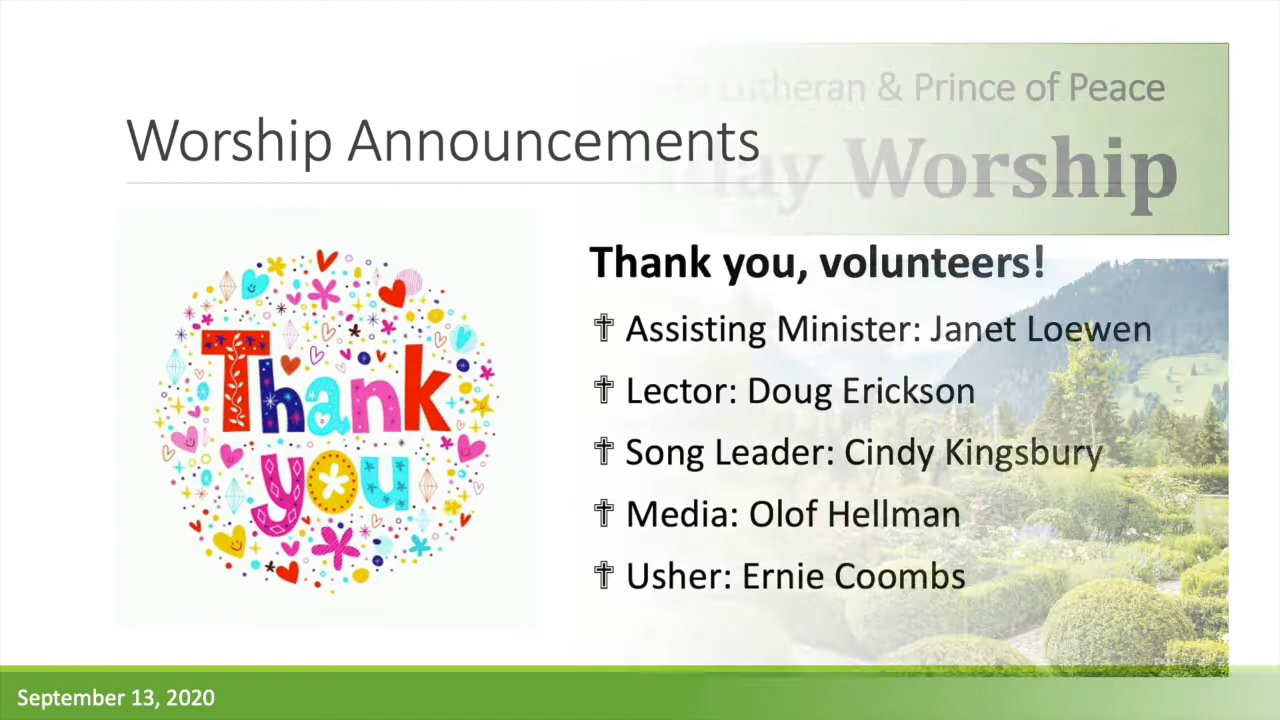 Lutheran & Prince of Peace
Worship Announcements
Worship
Thank you
Thank you, volunteers!
✝ Assisting Minister: Janet Loewen
✝ Lector: Doug Erickson
✝ Song Leader: Cindy Kingsbury
✝ Media: Olof Hellman
✝ Usher: Ernie Coombs
September 13, 2020